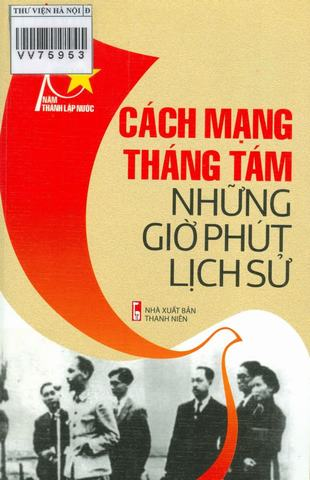 THƯ VIỆN HÀ NỘI Đ
VV75953
NĂM
THÀNH LẬP NƯỚC
CÁCH MẠNG
THÁNG TÁM
NHỮNG
GIỜ PHÚT
LỊCH SỬ
NHÀ XUẤT BẢN
THANH NIÊN